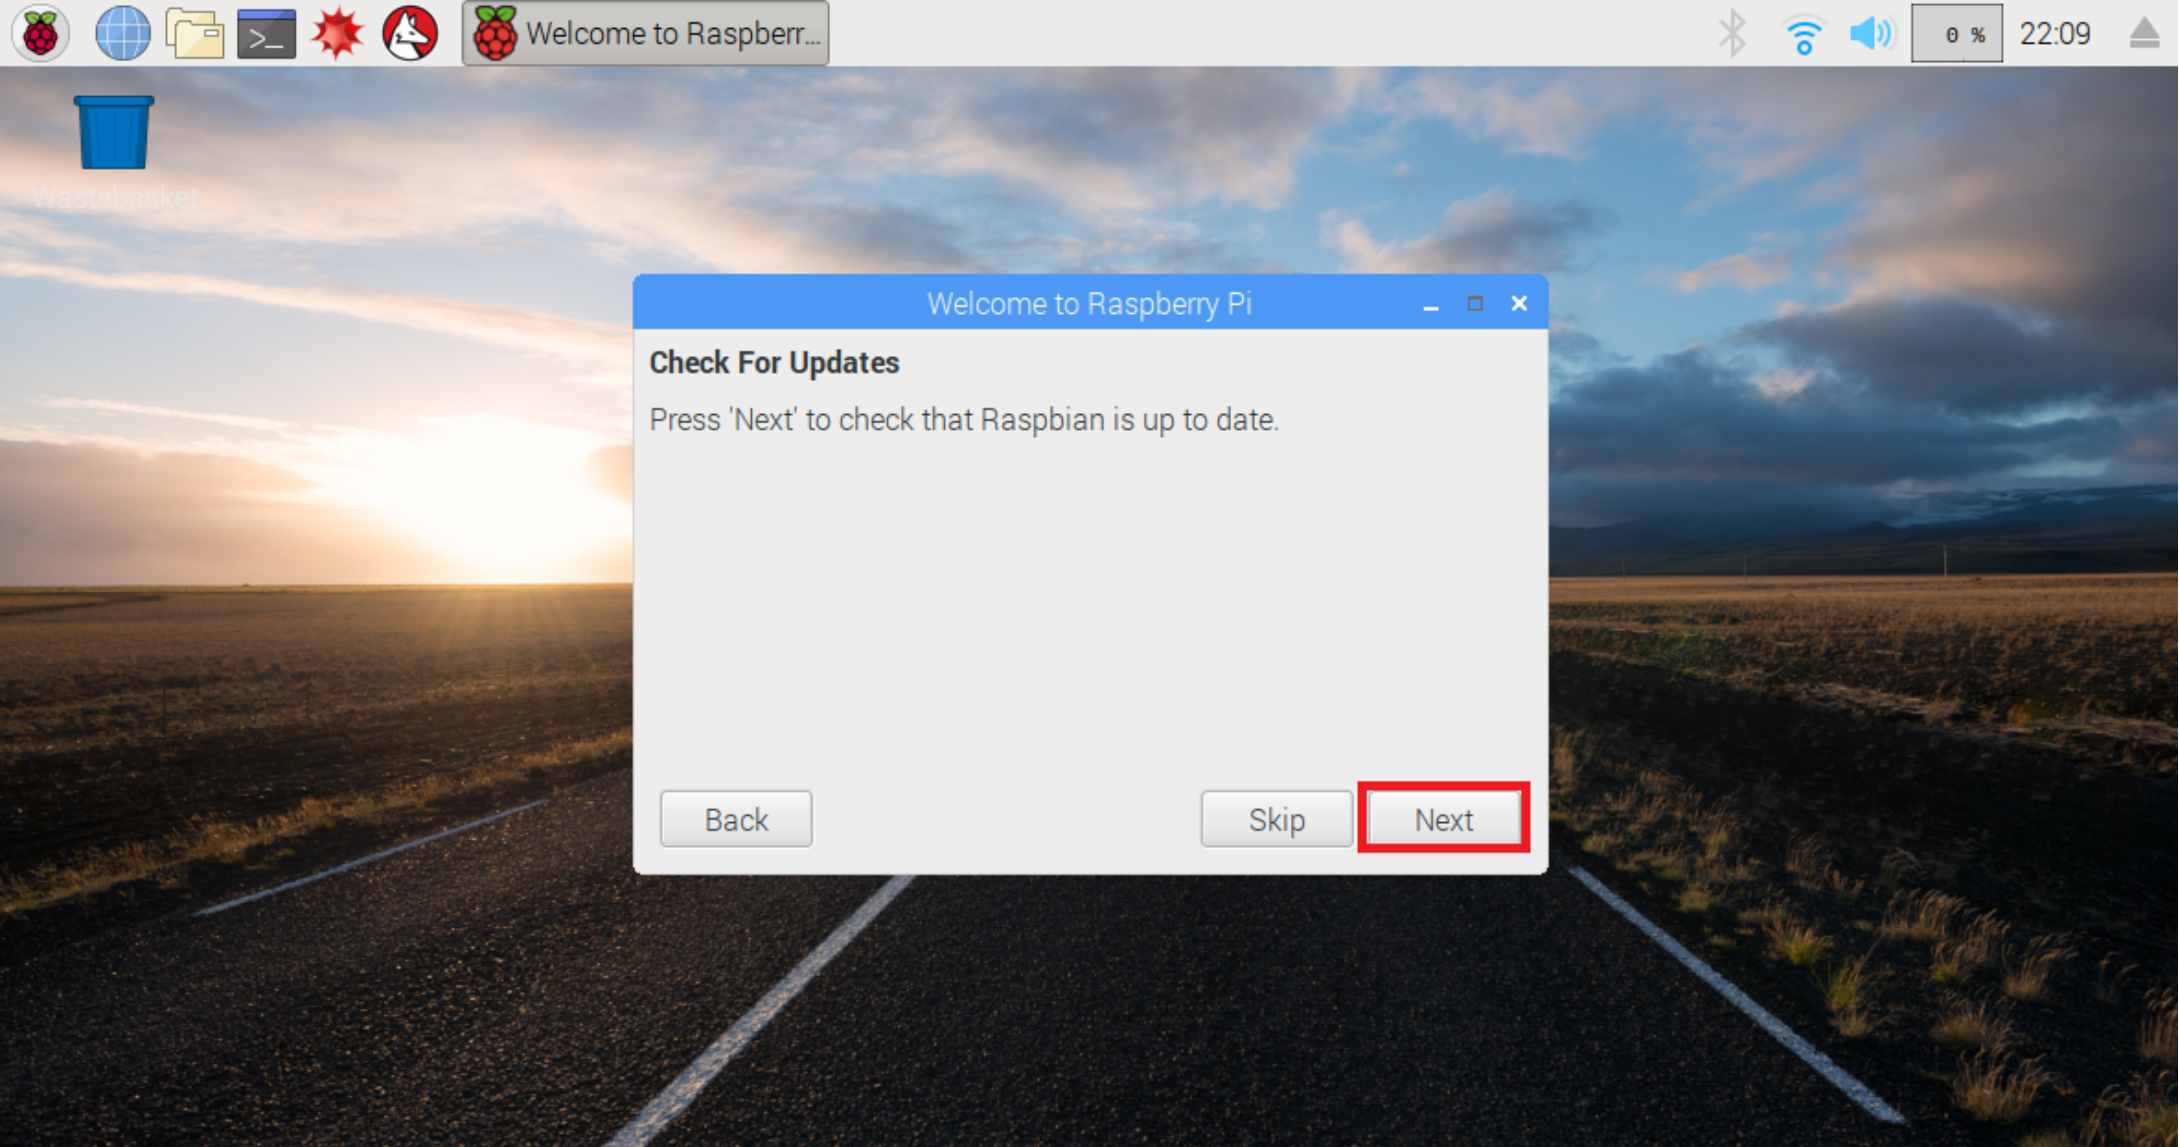 Welcome to Raspberr...
0 %
22:09
Wastebasket
Welcome to Raspberry Pi
Check For Updates
Press 'Next' to check that Raspbian is up to date.
Back
Skip
Next